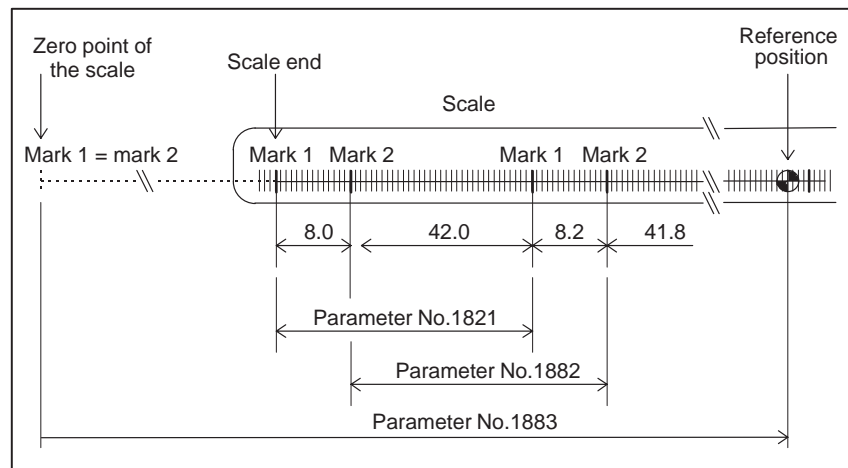 Zero point of
the scale
Scale end
Reference
position
Scale
Mark 1 = mark 2
Mark 1
Mark 2
Mark 1
Mark 2
8.0
42.0
8.2
41.8
Parameter No.1821
Parameter No.1882
Parameter No.1883